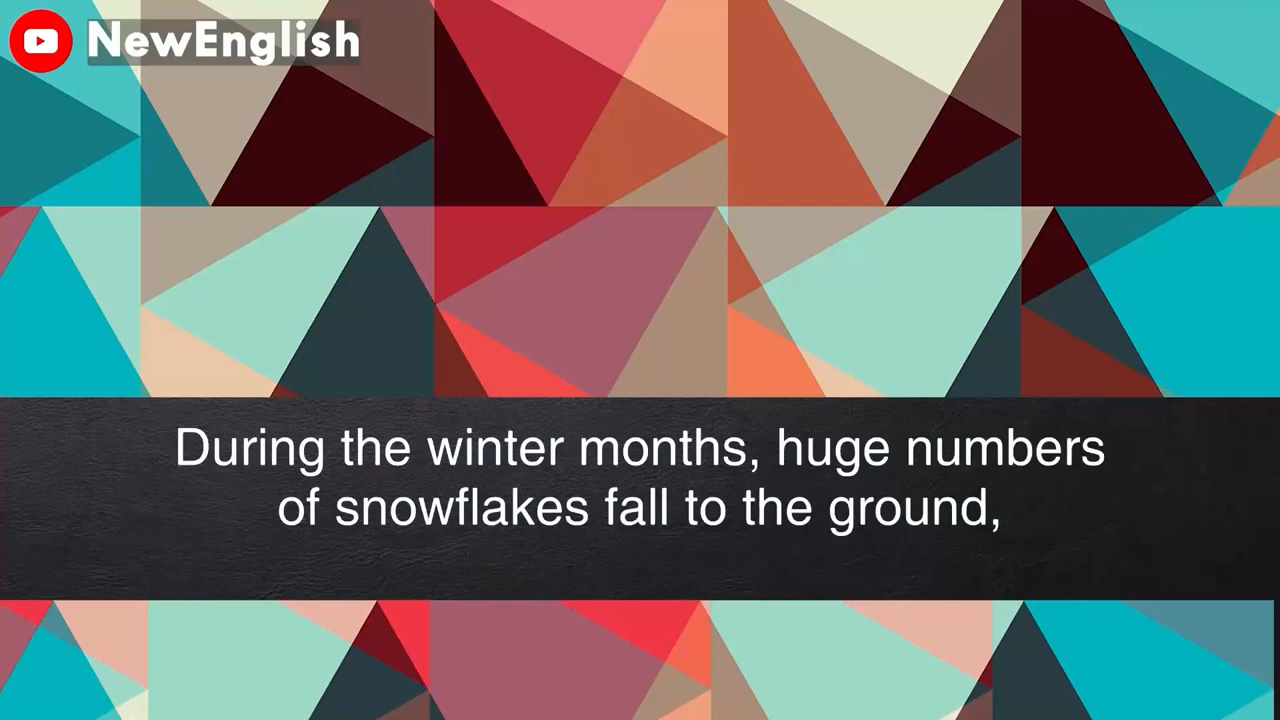 NewEnglish
During the winter months, huge numbers
of snowflakes fall to the ground,